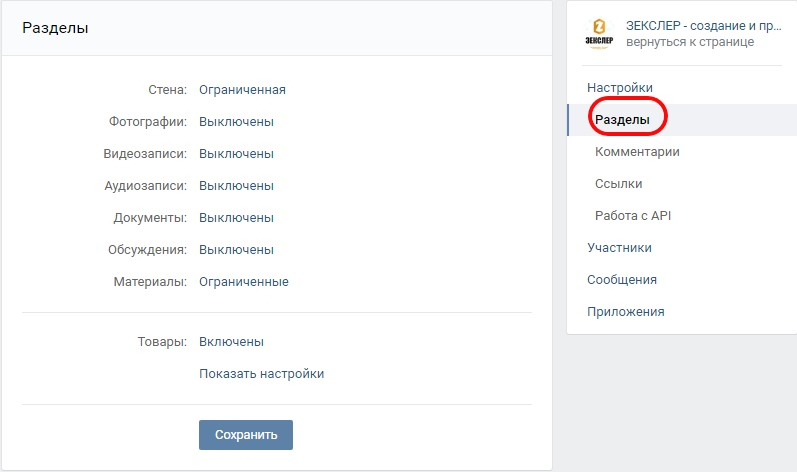 Разделы
Стена: Ограниченная
Фотографии: Выключены
Видеозаписи: Выключены
Аудиозаписи: Выключены
Документы: Выключены
Обсуждения: Выключены
Материалы: Ограниченные
Товары: Включены
Показать настройки
Сохранить
ЗЕКСЛЕР
ЗЕКСЛЕР - создание и пр...
вернуться к странице
Настройки
Разделы
Комментарии
Ссылки
Работа с API
Участники
Сообщения
Приложения